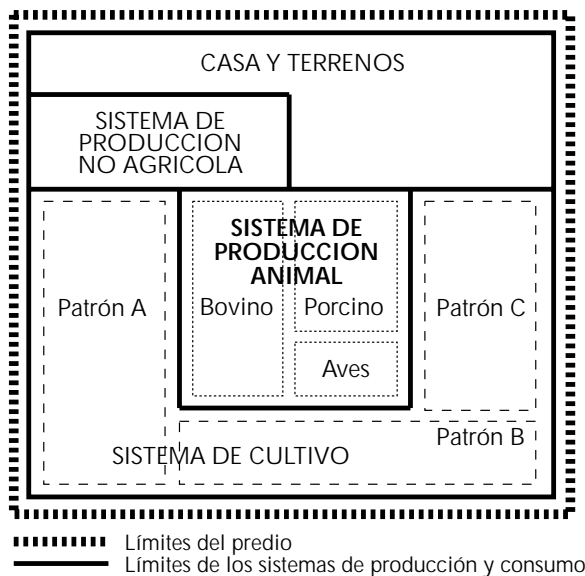 CASA Y TERRENOS
SISTEMA DE
PRODUCCION
NO AGRICOLA
SISTEMA DE
PRODUCCION
ANIMAL
Patrón A
Bovino
Porcino
Patrón C
Aves
Patrón B
SISTEMA DE CULTIVO
Límites del predio
Límites de los sistemas de producción y consumo